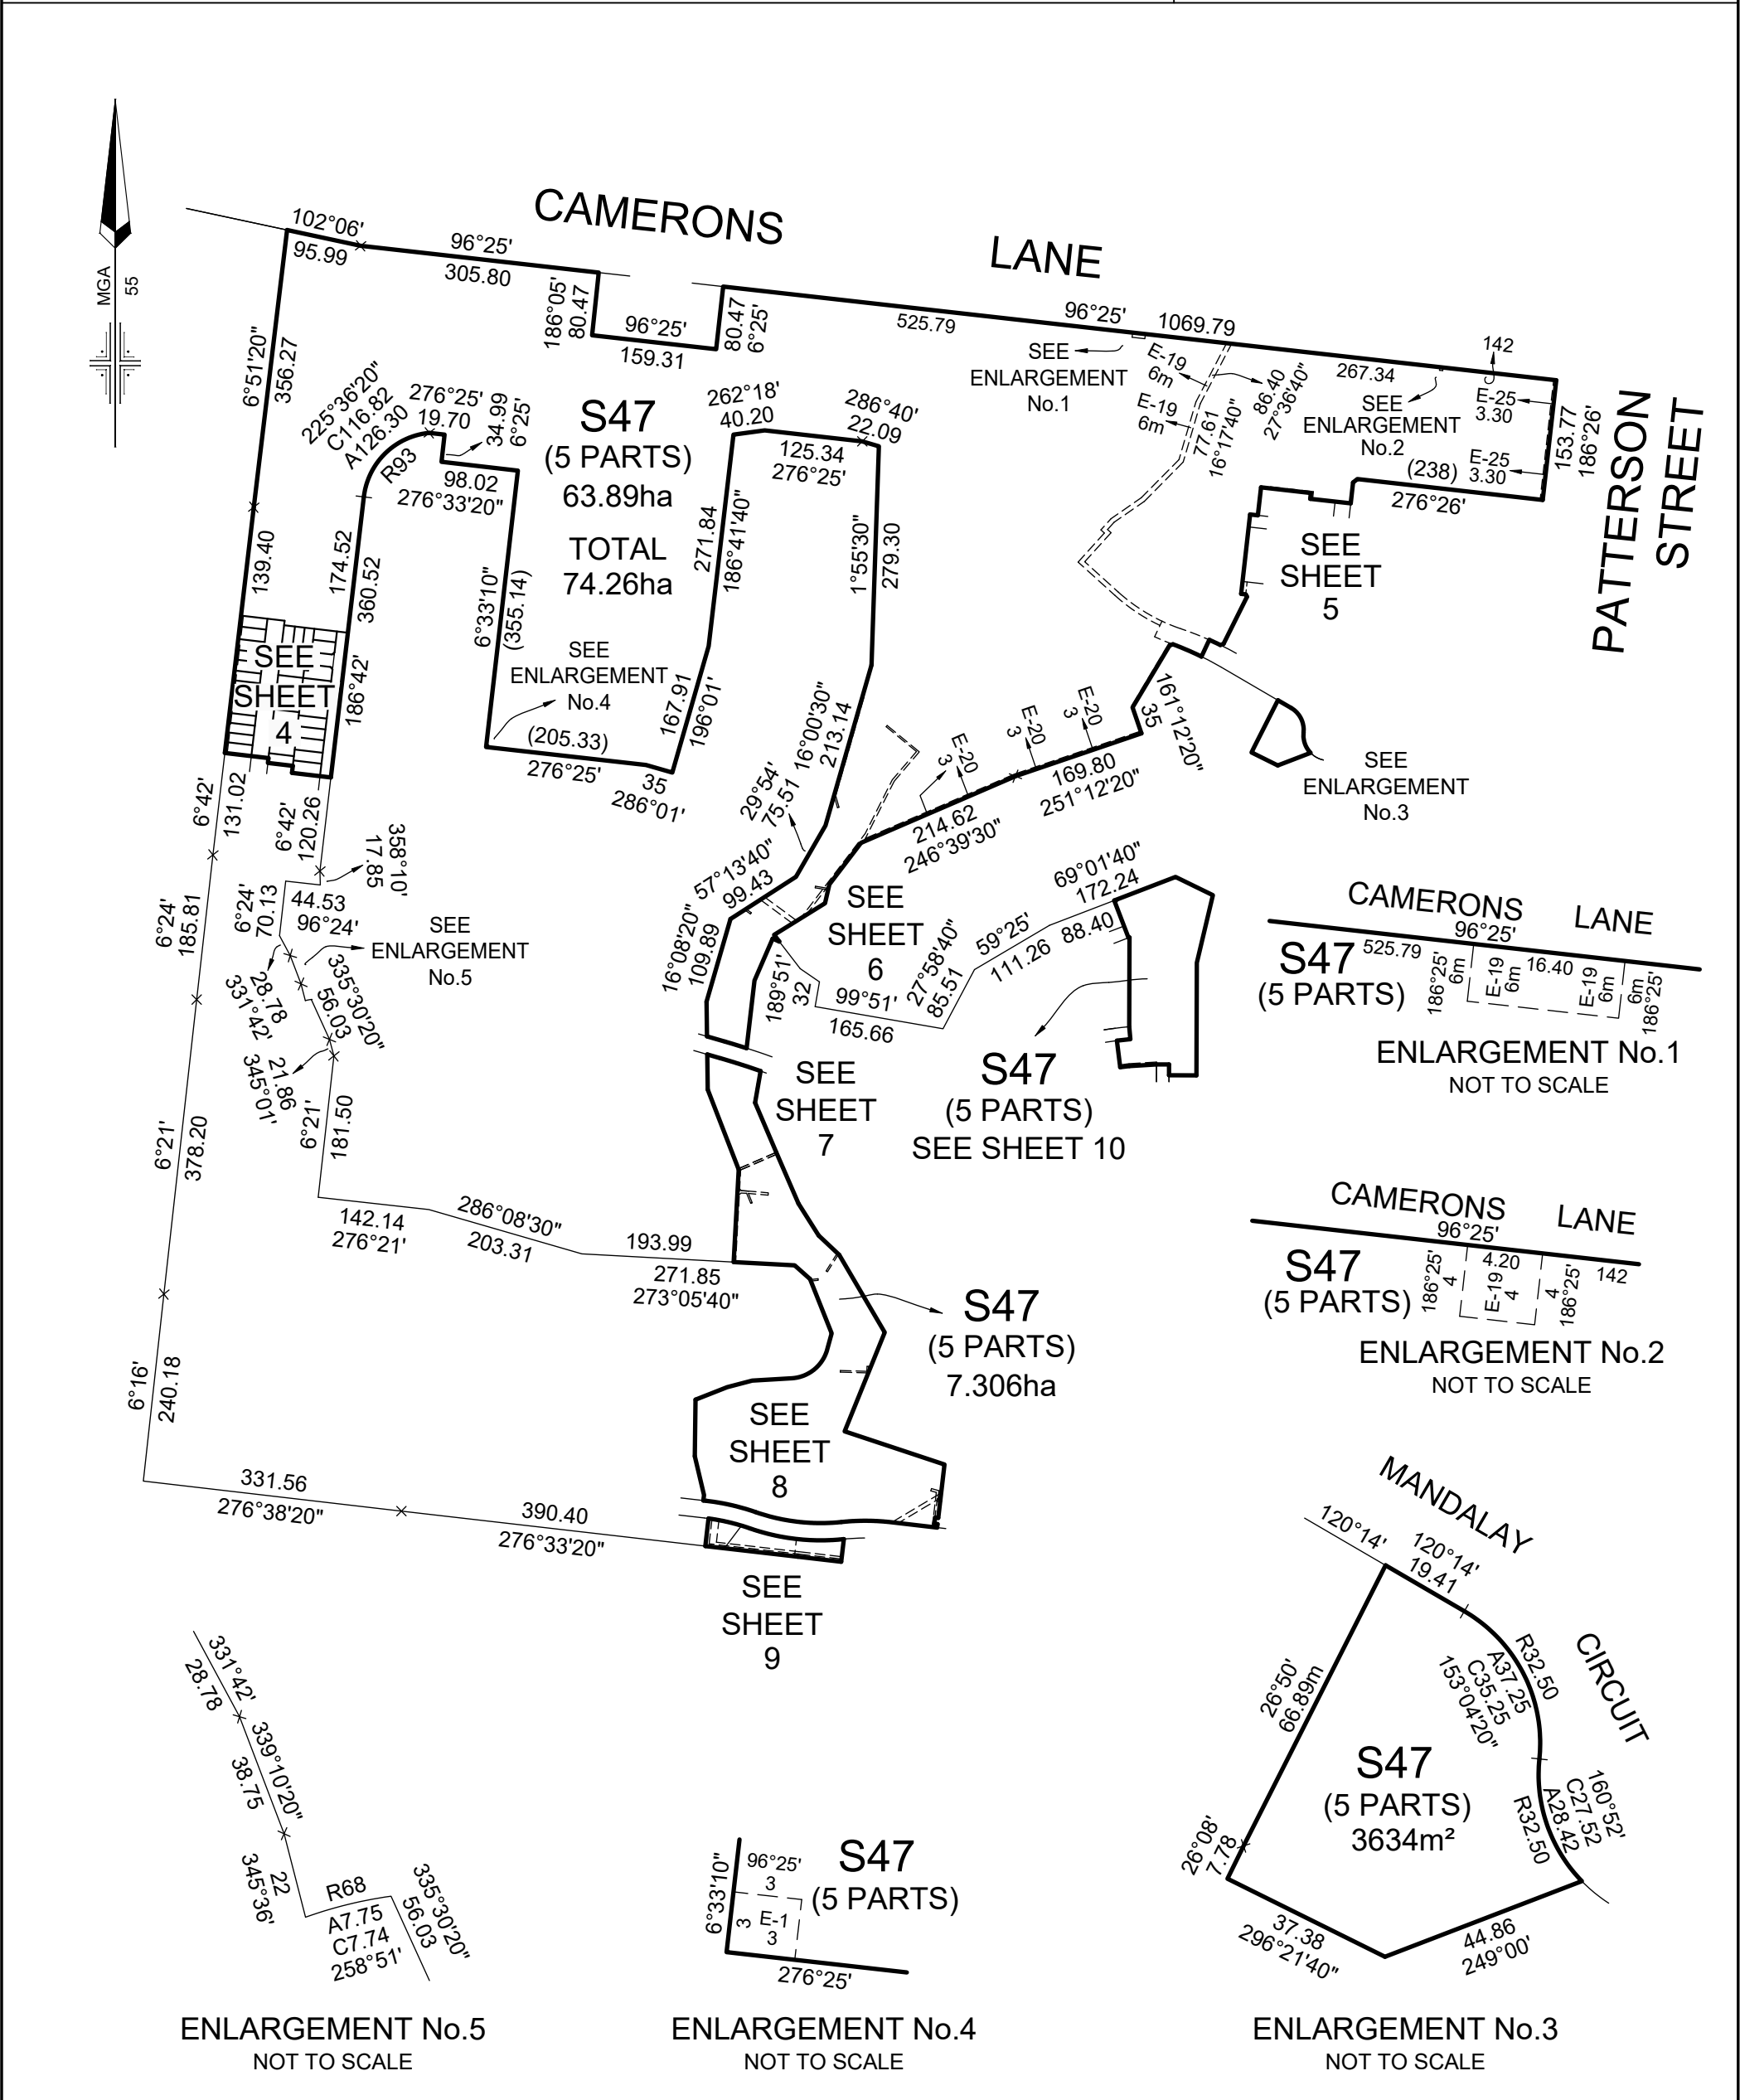 MGA
55
CAMERONS
LANE
PATTERSON
STREET
102°06'
95.99
96°25'
305.80
186°05'
80.47
96°25'
159.31
80.47
6°25'
525.79
96°25'
1069.79
142
SEE
ENLARGEMENT
No.1
E-19
6m
E-19
6m
86.40
27°36'40"
77.61
16°17'40"
267.34
SEE
ENLARGEMENT
No.2
E-25
3.30
E-25
3.30
153.77
186°26'
(238)
276°26'
6°51'20"
356.27
139.40
225°36'20"
C116.82
A126.30
R93
276°25'
19.70
34.99
6°25'
98.02
276°33'20"
S47
(5 PARTS)
63.89ha
TOTAL
74.26ha
262°18'
40.20
286°40'
22.09
125.34
276°25'
271.84
186°41'40"
1°55'30"
279.30
174.52
360.52
186°42'
6°33'10"
(355.14)
SEE
ENLARGEMENT
No.4
(205.33)
276°25'
35
286°01'
167.91
196°01'
SEE
SHEET
4
SEE
SHEET
5
16°00'30"
213.14
29°54'
75.51
57°13'40"
99.43
16°08'20"
109.89
E-20
3
E-20
3
E-20
3
214.62
246°39'30"
169.80
251°12'20"
161°12'20"
35
SEE
ENLARGEMENT
No.3
6°42'
131.02
6°42'
120.26
358°10'
17.85
44.53
96°24'
6°24'
70.13
6°24'
185.81
SEE
ENLARGEMENT
No.5
28.78
331°42'
335°30'20"
56.03
21.86
345°01'
6°21'
181.50
6°21'
378.20
142.14
276°21'
286°08'30"
203.31
193.99
271.85
273°05'40"
6°16'
240.18
331.56
276°38'20"
390.40
276°33'20"
SEE
SHEET
6
189°51'
32
99°51'
165.66
27°58'40"
85.51
59°25'
111.26
69°01'40"
172.24
88.40
SEE
SHEET
7
S47
(5 PARTS)
SEE SHEET 10
S47
(5 PARTS)
7.306ha
SEE
SHEET
8
SEE
SHEET
9
CAMERONS
LANE
96°25'
S47
(5 PARTS)
525.79
186°25'
6m
E-19
6m
16.40
E-19
6m
6m
186°25'
ENLARGEMENT No.1
NOT TO SCALE
CAMERONS
LANE
96°25'
S47
(5 PARTS)
186°25'
4
4.20
E-19
4
4
186°25'
142
ENLARGEMENT No.2
NOT TO SCALE
MANDALAY
CIRCUIT
120°14'
120°14'
19.41
R32.50
A37.25
C35.25
153°04'20"
26°50'
66.89m
S47
(5 PARTS)
3634m²
160°52'
C27.52
A28.42
R32.50
26°08'
7.78
37.38
296°21'40"
44.86
249°00'
ENLARGEMENT No.3
NOT TO SCALE
S47
(5 PARTS)
6°33'10"
96°25'
3
3
E-1
3
276°25'
ENLARGEMENT No.4
NOT TO SCALE
331°42'
28.78
339°10'20"
38.75
22
345°36'
R68
A7.75
C7.74
258°51'
335°30'20"
56.03
ENLARGEMENT No.5
NOT TO SCALE